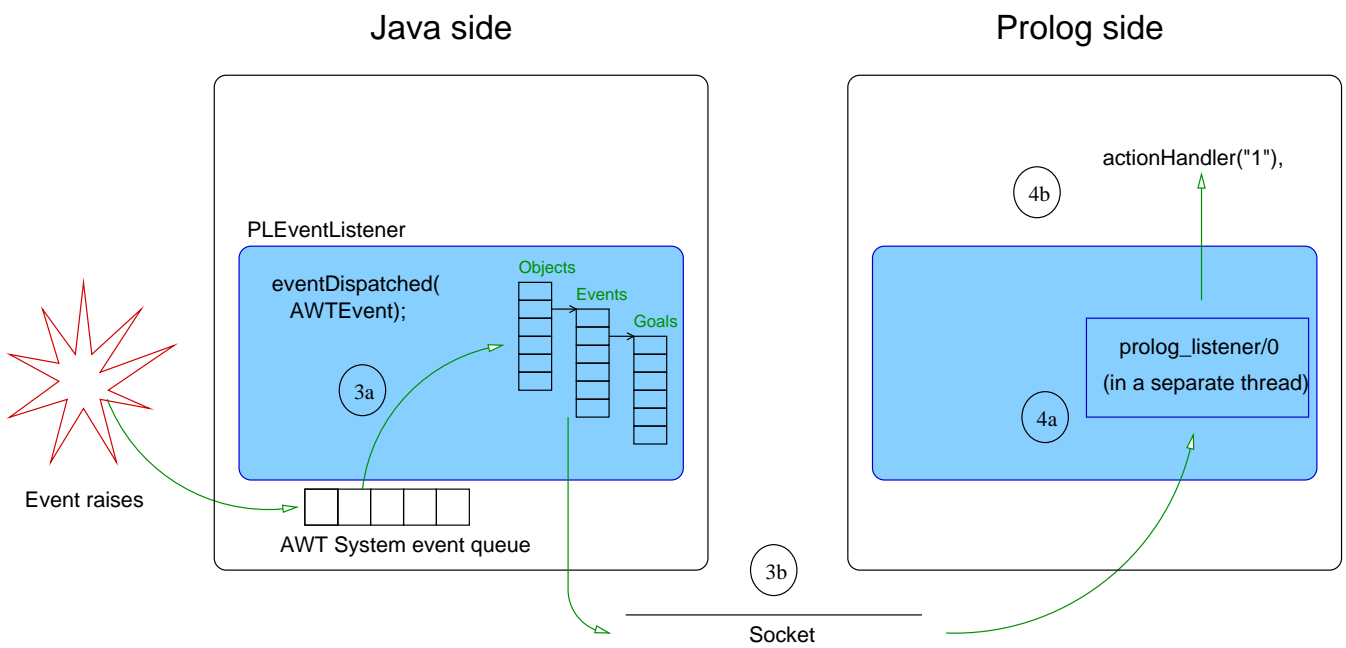 Java side
Prolog side
actionHandler("1"),
4b
PLEventListener
eventDispatched(
AWTEvent);
Objects
Events
Goals
3a
prolog_listener/0
(in a separate thread)
4a
Event raises
AWT System event queue
3b
Socket